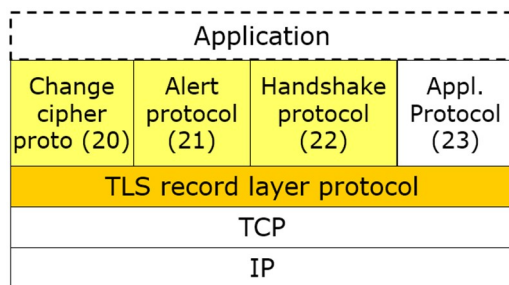 Application
Change
cipher
proto (20)
Alert
protocol
(21)
Handshake
protocol
(22)
Appl.
Protocol
(23)
TLS record layer protocol
TCP
IP